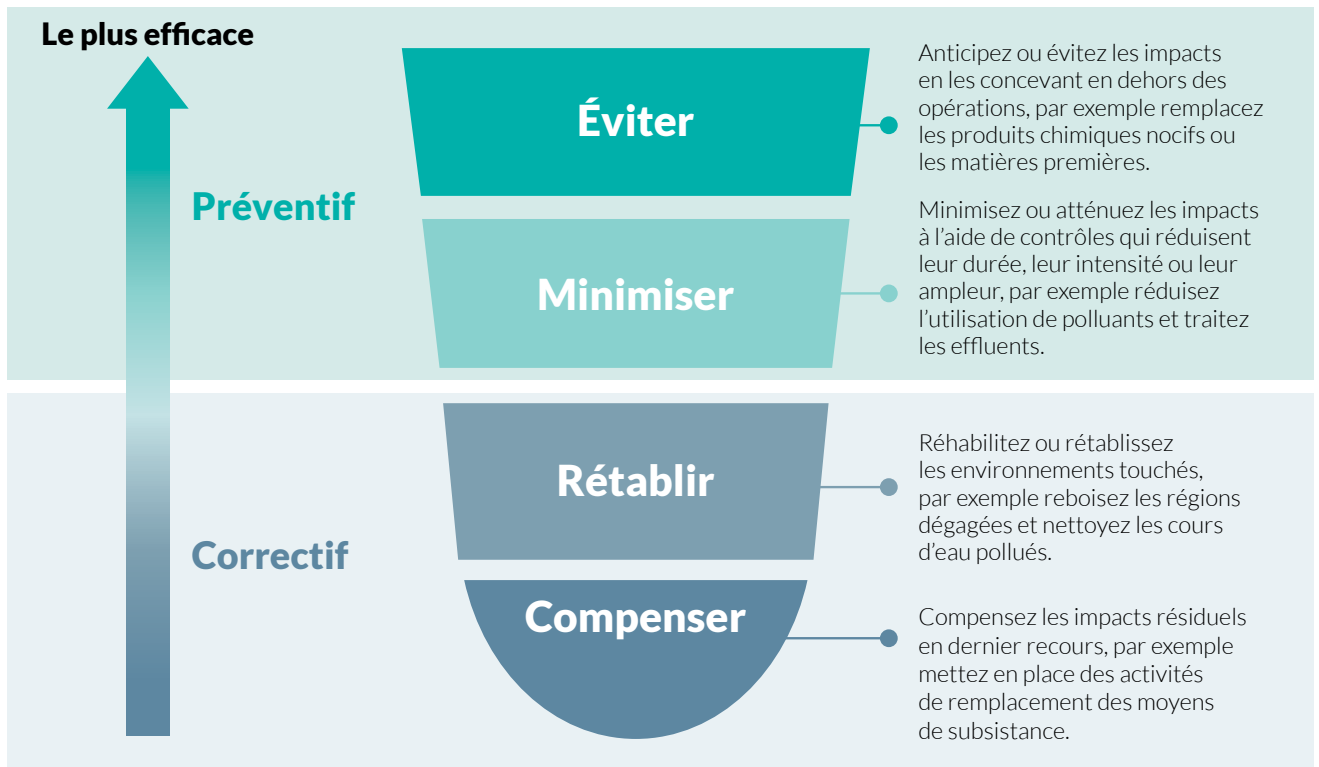 Le plus efficace
Préventif
Éviter
Anticipez ou évitez les impacts
en les concevant en dehors des
opérations, par exemple remplacez
les produits chimiques nocifs ou
les matières premières.
Minimiser
Minimisez ou atténuez les impacts
à l’aide de contrôles qui réduisent
leur durée, leur intensité ou leur
ampleur, par exemple réduisez
l’utilisation de polluants et traitez
les effluents.
Correctif
Rétablir
Réhabilitez ou rétablissez
les environnements touchés,
par exemple reboisez les régions
dégagées et nettoyez les cours
d’eau pollués.
Compenser
Compensez les impacts résiduels
en dernier recours, par exemple
mettez en place des activités
de remplacement des moyens
de subsistance.